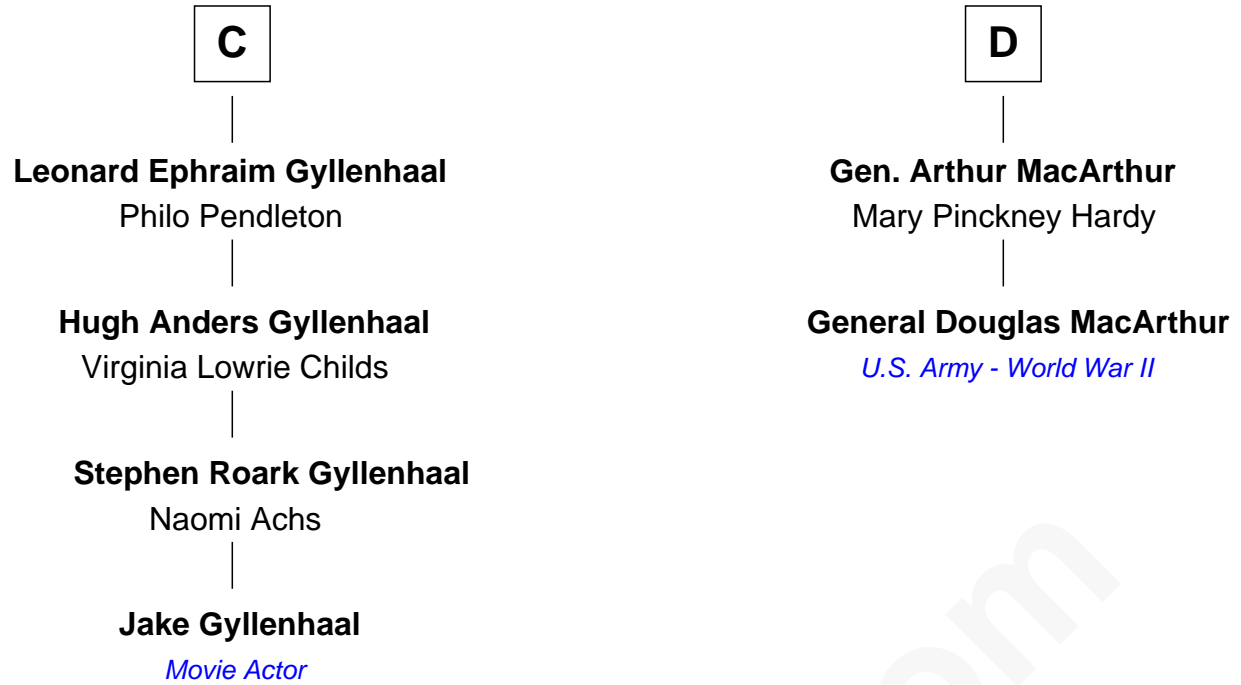 C
Leonard Ephraim Gyllenhaal
Philo Pendleton
Hugh Anders Gyllenhaal
Virginia Lowrie Childs
Stephen Roark Gyllenhaal
Naomi Achs
Jake Gyllenhaal
Movie Actor
D
Gen. Arthur MacArthur
Mary Pinckney Hardy
General Douglas MacArthur
U.S. Army - World War II
om